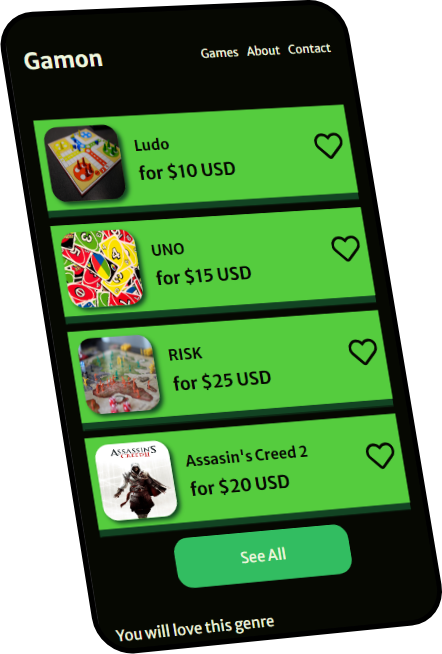 Gamon
Games About Contact
Ludo
for $10 USD
UNO
for $15 USD
RISK
for $25 USD
ASSASSIN'S
CREED II
Assasin's Creed 2
for $20 USD
See All
You will love this genre